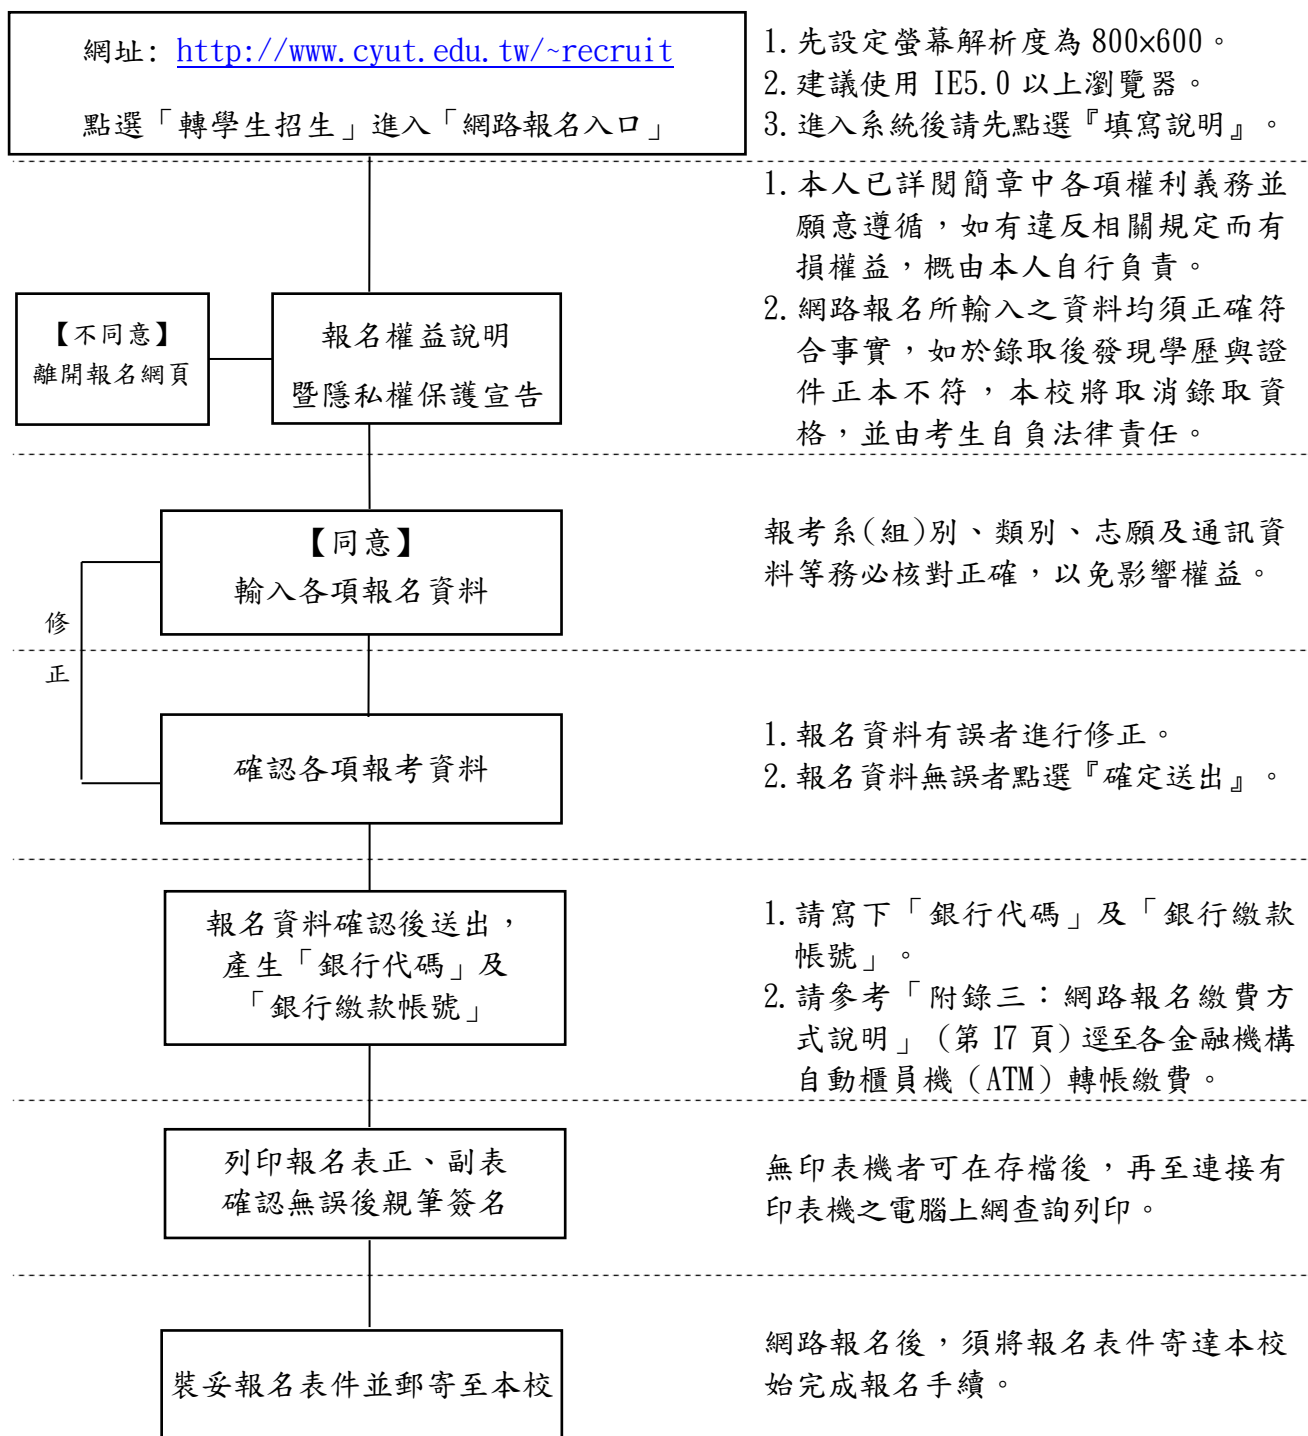 網址: http://www.cyut.edu.tw/~recruit
點選「轉學生招生」進入「網路報名入口」
1.先設定螢幕解析度為 800×600。
2.建議使用 IE5.0 以上瀏覽器。
3.進入系統後請先點選『填寫說明』。
【不同意】
離開報名網頁
報名權益說明
暨隱私權保護宣告
1.本人已詳閱簡章中各項權利義務並
願意遵循，如有違反相關規定而有
損權益，概由本人自行負責。
2.網路報名所輸入之資料均須正確符
合事實，如於錄取後發現學歷與證
件正本不符，本校將取消錄取資
格，並由考生自負法律責任。
【同意】
輸入各項報名資料
報考系(組)別、類別、志願及通訊資
料等務必核對正確，以免影響權益。
修
正
確認各項報考資料
1.報名資料有誤者進行修正。
2.報名資料無誤者點選『確定送出』。
報名資料確認後送出，
產生「銀行代碼」及
「銀行繳款帳號」
1.請寫下「銀行代碼」及「銀行繳款
帳號」。
2.請參考「附錄三：網路報名繳費方
式說明」(第 17 頁)逕至各金融機構
自動櫃員機（ATM）轉帳繳費。
列印報名表正、副表
確認無誤後親筆簽名
無印表機者可在存檔後，再至連接有
印表機之電腦上網查詢列印。
裝妥報名表件並郵寄至本校
網路報名後，須將報名表件寄達本校
始完成報名手續。